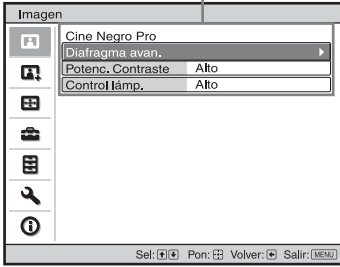 Imagen
Cine Negro Pro
Diafragma avan.
Potenc. Contraste Alto
Control lámp. Alto
Sel: Pon: Volver: Salir: MENU